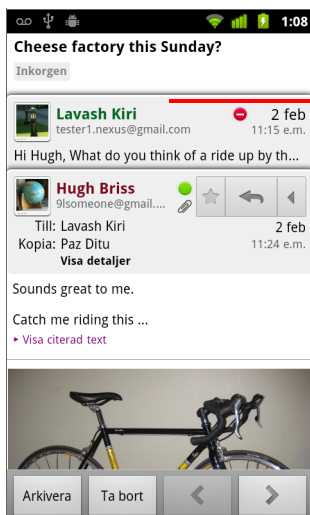 1:08
Cheese factory this Sunday?
Inkorgen
Lavash Kiri
2 feb
tester1.nexus@gmail.com
11:15 e.m.
Hi Hugh, What do you think of a ride up by th...
Hugh Briss
9lsomeone@gmail....
Till: Lavash Kiri
2 feb
Kopia: Paz Ditu
11:24 e.m.
Visa detaljer
Sounds great to me.
Catch me riding this ...
▸ Visa citerad text
Arkivera
Ta bort